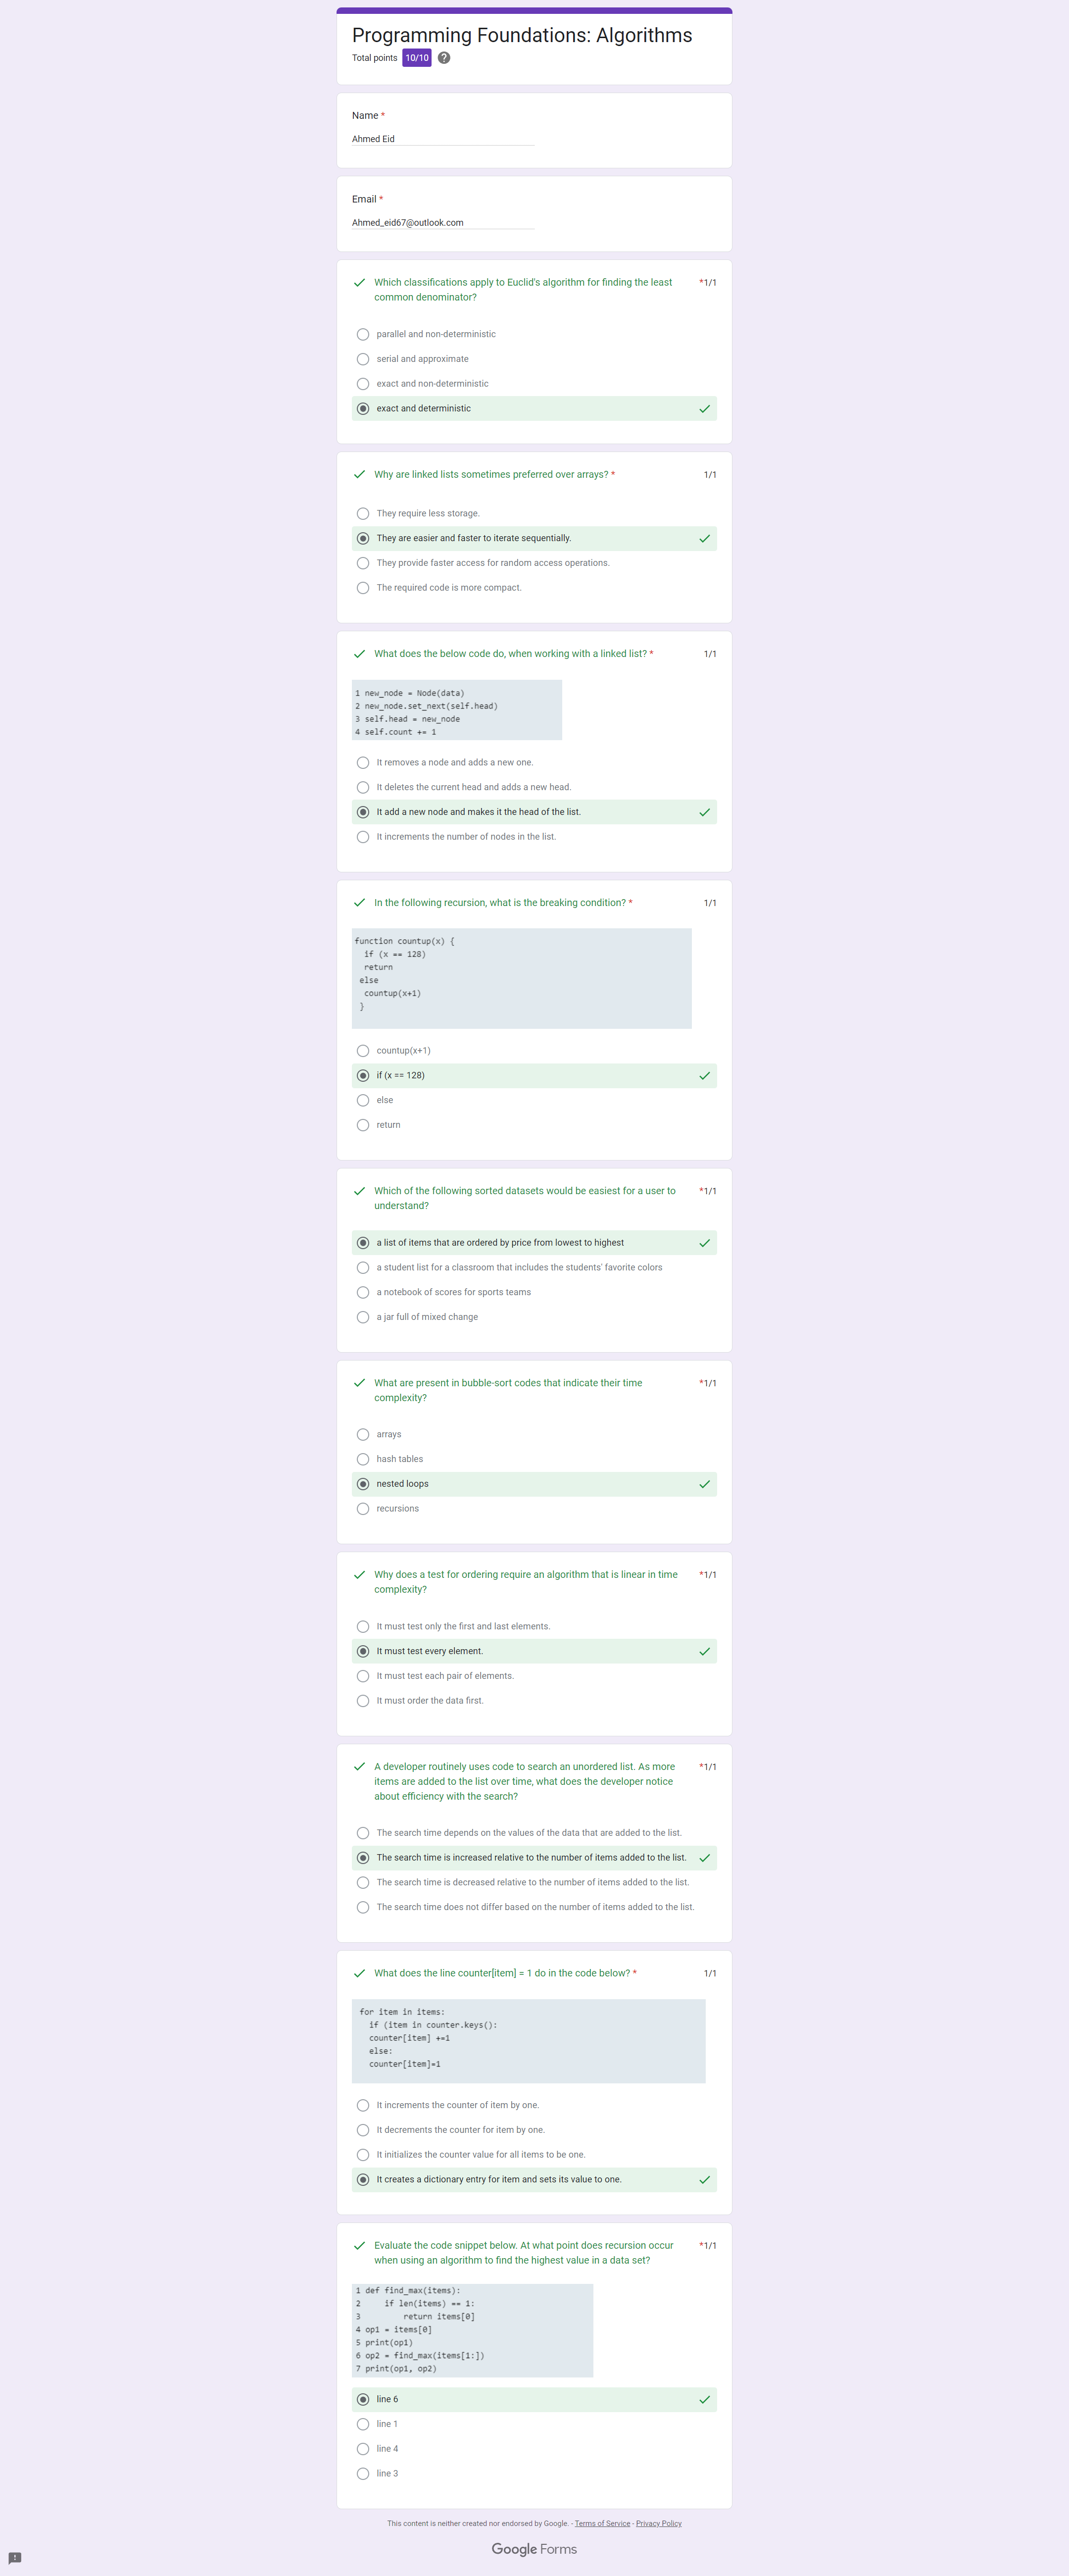 Programming Foundations: Algorithms
Total points 10/10
Name *
Ahmed Eid
Email *
Ahmed_eid67@outlook.com
Which classifications apply to Euclid's algorithm for finding the least *1/1
common denominator?
parallel and non-deterministic
serial and approximate
exact and non-deterministic
exact and deterministic
Why are linked lists sometimes preferred over arrays? * 1/1
They require less storage.
They are easier and faster to iterate sequentially.
They provide faster access for random access operations.
The required code is more compact.
What does the below code do, when working with a linked list? * 1/1
1 new_node = Node(data)
2 new_node.set_next(self.head)
3 self.head = new_node
4 self.count += 1
It removes a node and adds a new one.
It deletes the current head and adds a new head.
It add a new node and makes it the head of the list.
It increments the number of nodes in the list.
In the following recursion, what is the breaking condition? * 1/1
function countup(x) {
if (x == 128)
return
else
countup(x+1)
}
countup(x+1)
if (x == 128)
else
return
Which of the following sorted datasets would be easiest for a user to *1/1
understand?
a list of items that are ordered by price from lowest to highest
a student list for a classroom that includes the students' favorite colors
a notebook of scores for sports teams
a jar full of mixed change
What are present in bubble-sort codes that indicate their time *1/1
complexity?
arrays
hash tables
nested loops
recursions
Why does a test for ordering require an algorithm that is linear in time *1/1
complexity?
It must test only the first and last elements.
It must test every element.
It must test each pair of elements.
It must order the data first.
A developer routinely uses code to search an unordered list. As more *1/1
items are added to the list over time, what does the developer notice
about efficiency with the search?
The search time depends on the values of the data that are added to the list.
The search time is increased relative to the number of items added to the list.
The search time is decreased relative to the number of items added to the list.
The search time does not differ based on the number of items added to the list.
What does the line counter[item] = 1 do in the code below? * 1/1
for item in items:
if (item in counter.keys():
counter[item] +=1
else:
counter[item]=1
It increments the counter of item by one.
It decrements the counter for item by one.
It initializes the counter value for all items to be one.
It creates a dictionary entry for item and sets its value to one.
Evaluate the code snippet below. At what point does recursion occur *1/1
when using an algorithm to find the highest value in a data set?
1 def find_max(items):
2 if len(items) == 1:
3 return items[0]
4 op1 = items[0]
5 print(op1)
6 op2 = find_max(items[1:])
7 print(op1, op2)
line 6
line 1
line 4
line 3
This content is neither created nor endorsed by Google. - Terms of Service - Privacy Policy
Google Forms